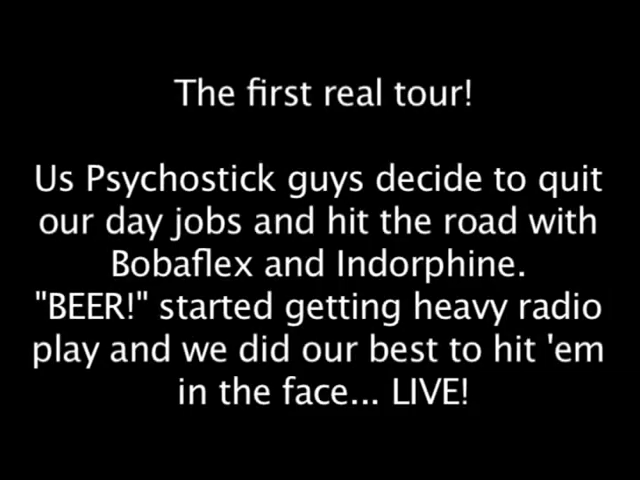 The first real tour!
Us Psychostick guys decide to quit
our day jobs and hit the road with
Bobaflex and Indorphine.
"BEER!" started getting heavy radio
play and we did our best to hit 'em
in the face... LIVE!